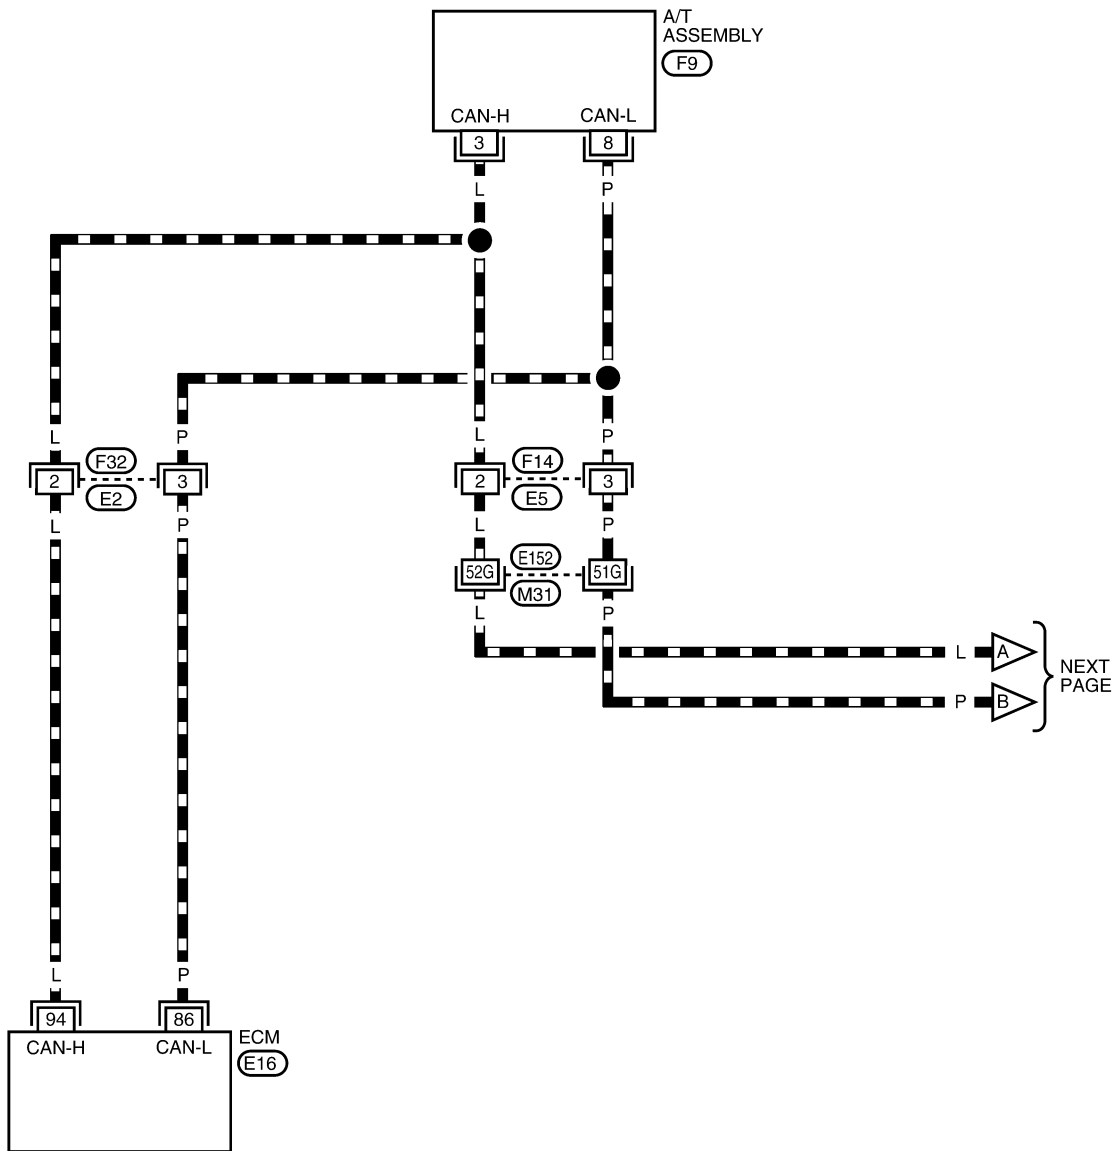 A/T
ASSEMBLY
F9
CAN-H CAN-L
3 8
L P
L P L P
2 F32 3 2 F14 3
E2 E5
L P L P
52G E152 51G
M31
L P
L A
NEXT
PAGE
P B
L P
94 86
CAN-H CAN-L
ECM
E16